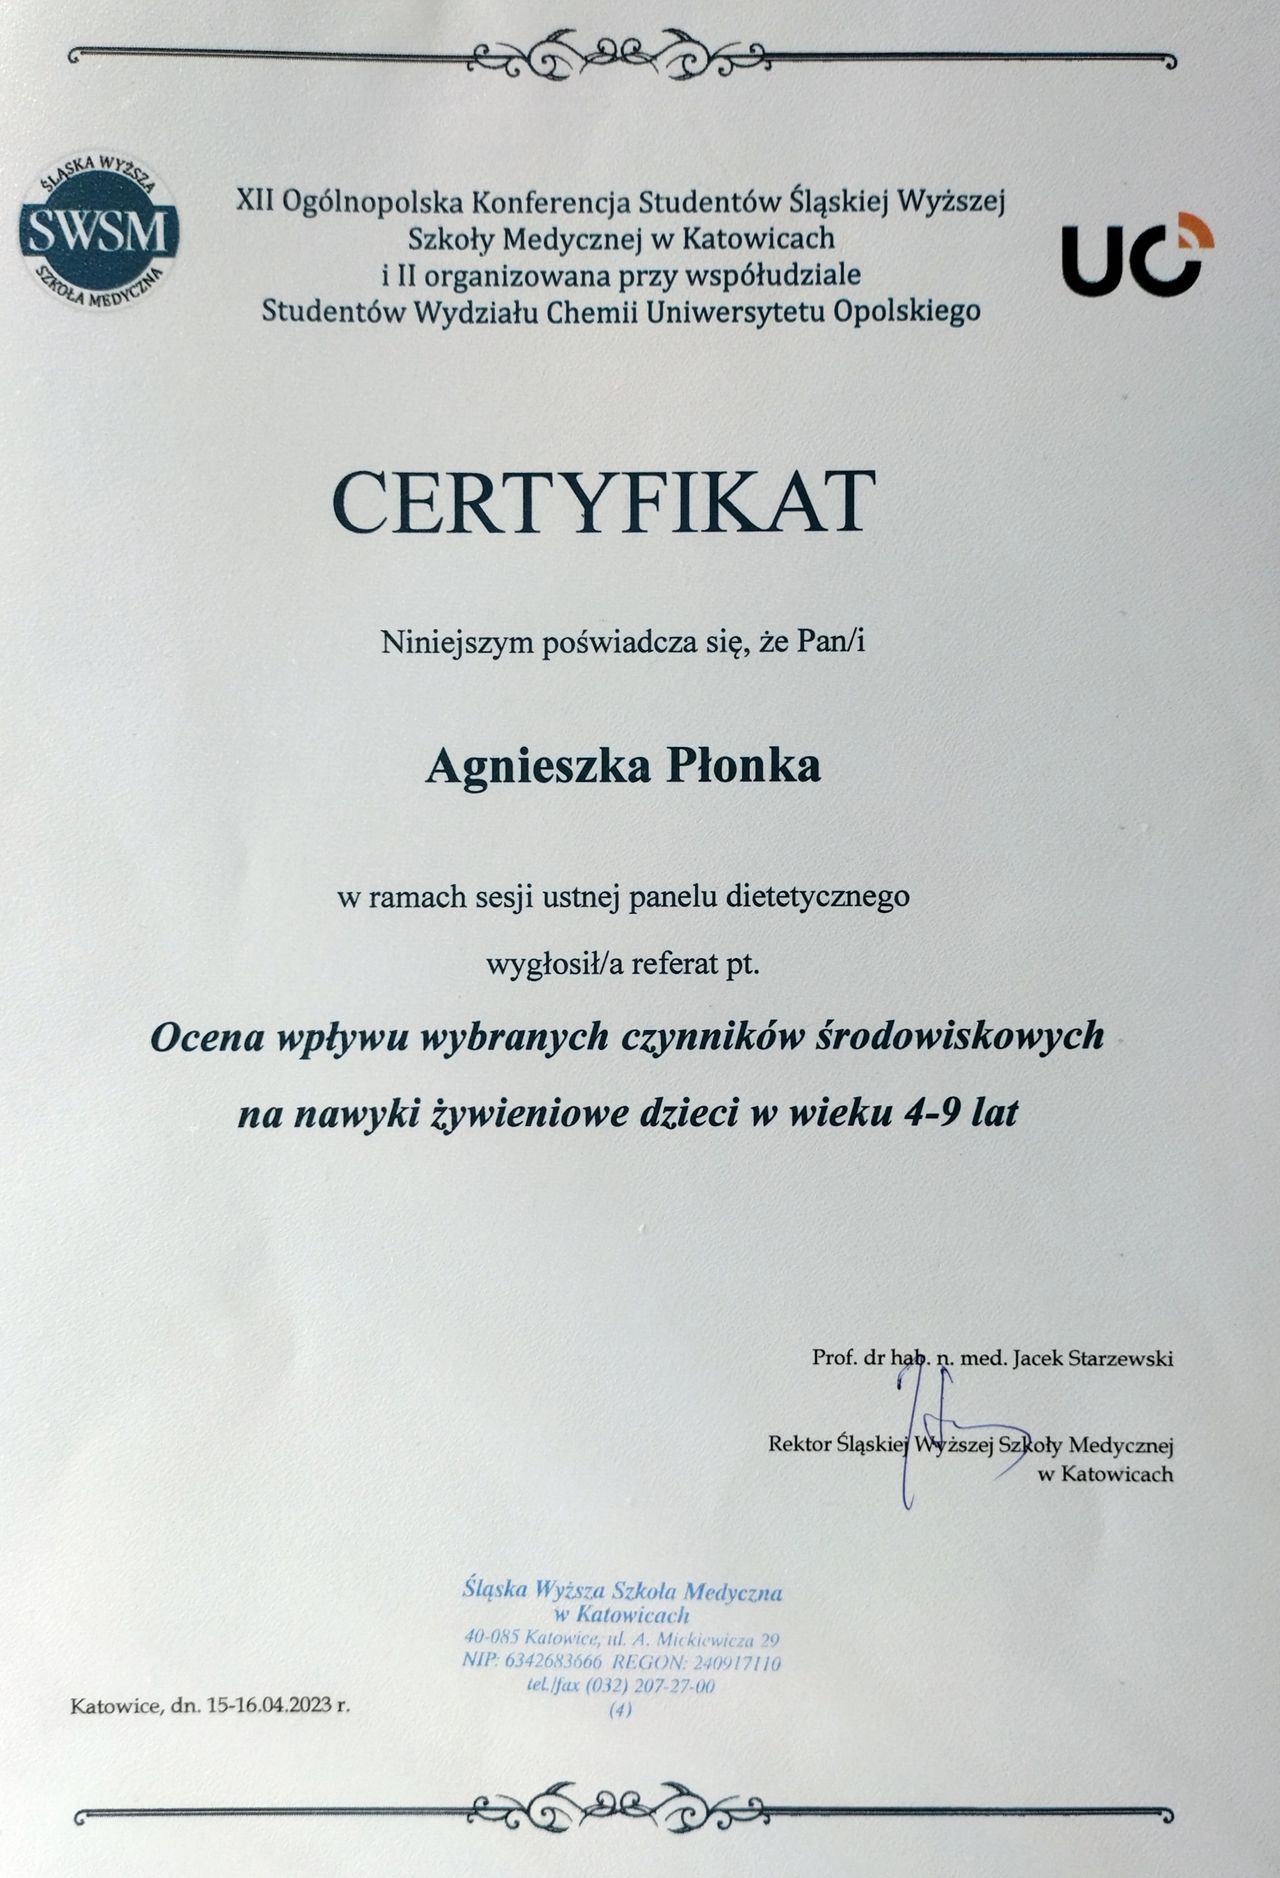 ŚLĄSKA WYŻSZA
SWSM
SZKOŁA MEDYCZNA
XII Ogólnopolska Konferencja Studentów Śląskiej Wyższej
Szkoły Medycznej w Katowicach
i II organizowana przy współudziale
Studentów Wydziału Chemii Uniwersytetu Opolskiego
UO
CERTYFIKAT
Niniejszym poświadcza się, że Pan/i
Agnieszka Płonka
w ramach sesji ustnej panelu dietetycznego
wygłosił/a referat pt.
Ocena wpływu wybranych czynników środowiskowych
na nawyki żywieniowe dzieci w wieku 4-9 lat
Prof. dr hab. n. med. Jacek Starzewski
Rektor Śląskiej Wyższej Szkoły Medycznej
w Katowicach
Śląska Wyższa Szkoła Medyczna
w Katowicach
40-085 Katowice, ul. A. Mickiewicza 29
NIP: 6342683666 REGON: 240917110
tel./fax (032) 207-27-00
(4)
Katowice, dn. 15-16.04.2023 r.